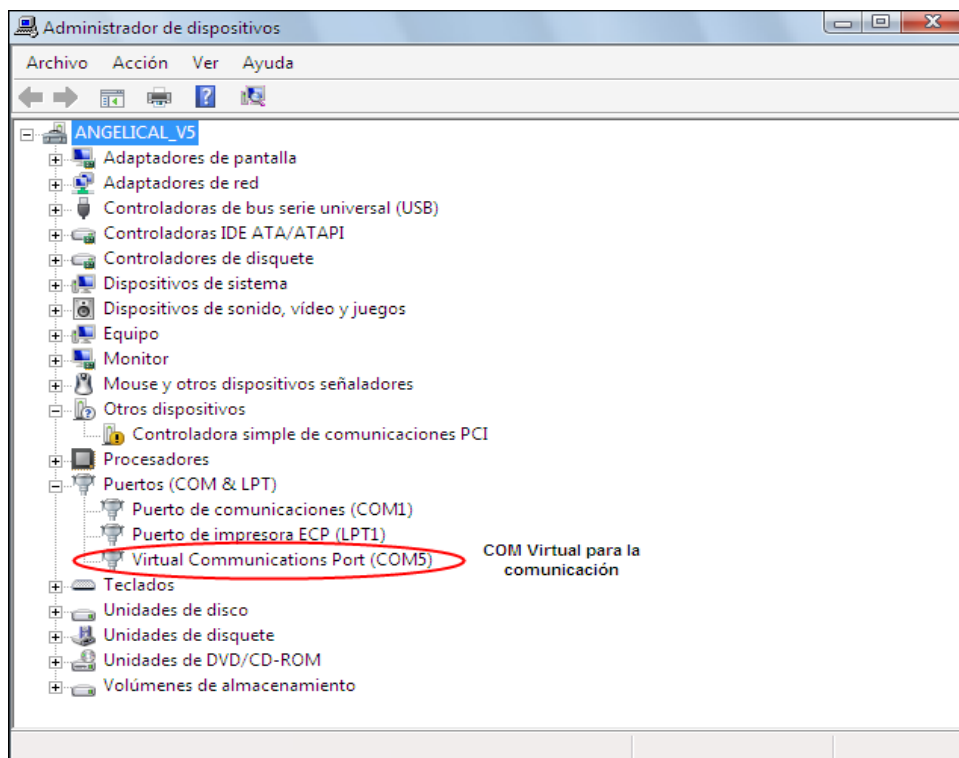 Administrador de dispositivos
Archivo Acción Ver Ayuda
ANGELICAL_V5
Adaptadores de pantalla
Adaptadores de red
Controladoras de bus serie universal (USB)
Controladoras IDE ATA/ATAPI
Controladores de disquete
Dispositivos de sistema
Dispositivos de sonido, vídeo y juegos
Equipo
Monitor
Mouse y otros dispositivos señaladores
Otros dispositivos
Controladora simple de comunicaciones PCI
Procesadores
Puertos (COM & LPT)
Puerto de comunicaciones (COM1)
Puerto de impresora ECP (LPT1)
Virtual Communications Port (COM5)
COM Virtual para la
comunicación
Teclados
Unidades de disco
Unidades de disquete
Unidades de DVD/CD-ROM
Volúmenes de almacenamiento